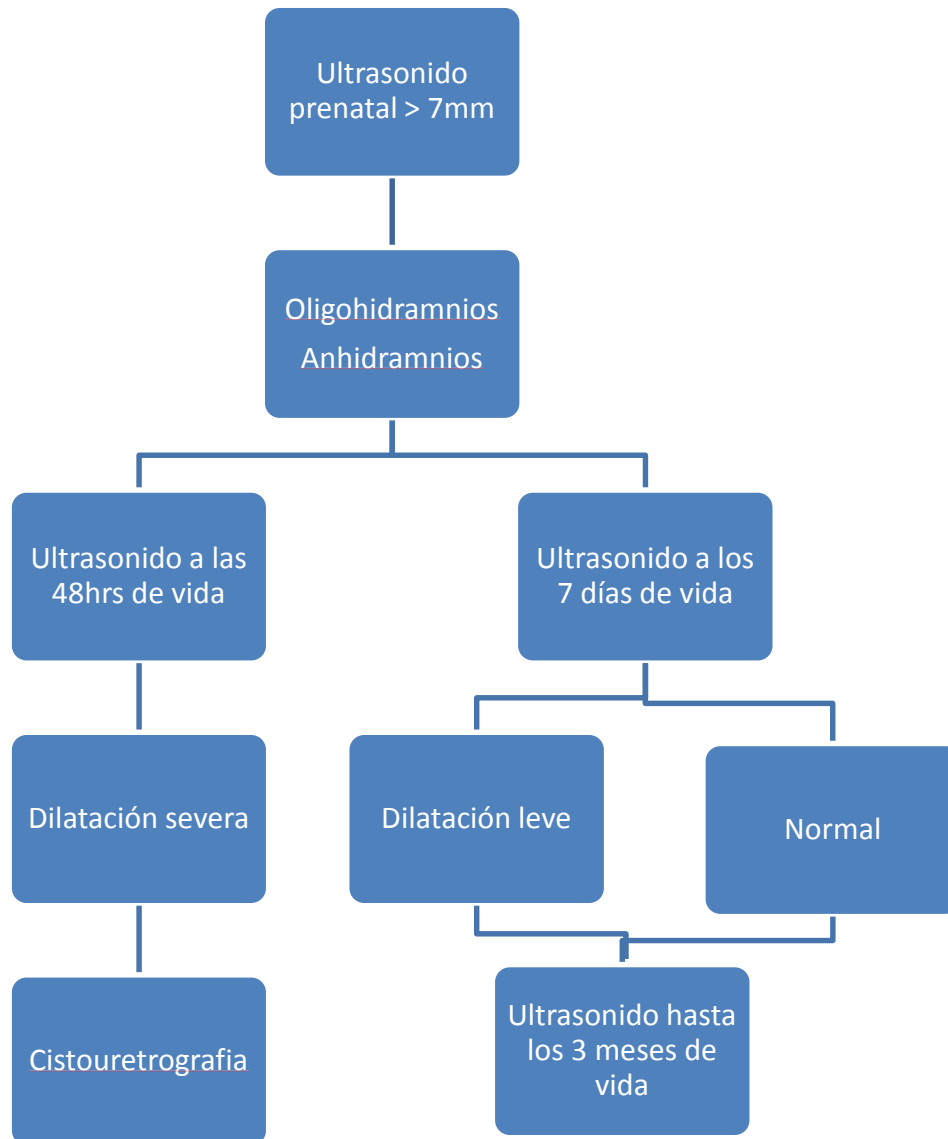 Ultrasonido
prenatal > 7mm
Oligohidramnios
Anhidramnios
Ultrasonido a las
48hrs de vida
Ultrasonido a los
7 días de vida
Dilatación severa
Dilatación leve
Normal
Cistouretrografia
Ultrasonido hasta
los 3 meses de
vida